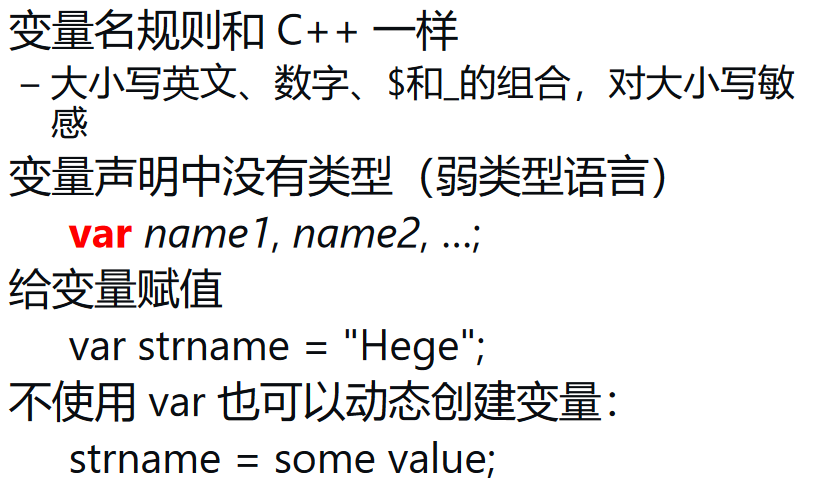 变量名规则和 C++ 一样
– 大小写英文、数字、$和_的组合，对大小写敏
感
变量声明中没有类型（弱类型语言）
var name1, name2, …;
给变量赋值
var strname = "Hege";
不使用 var 也可以动态创建变量：
strname = some value;